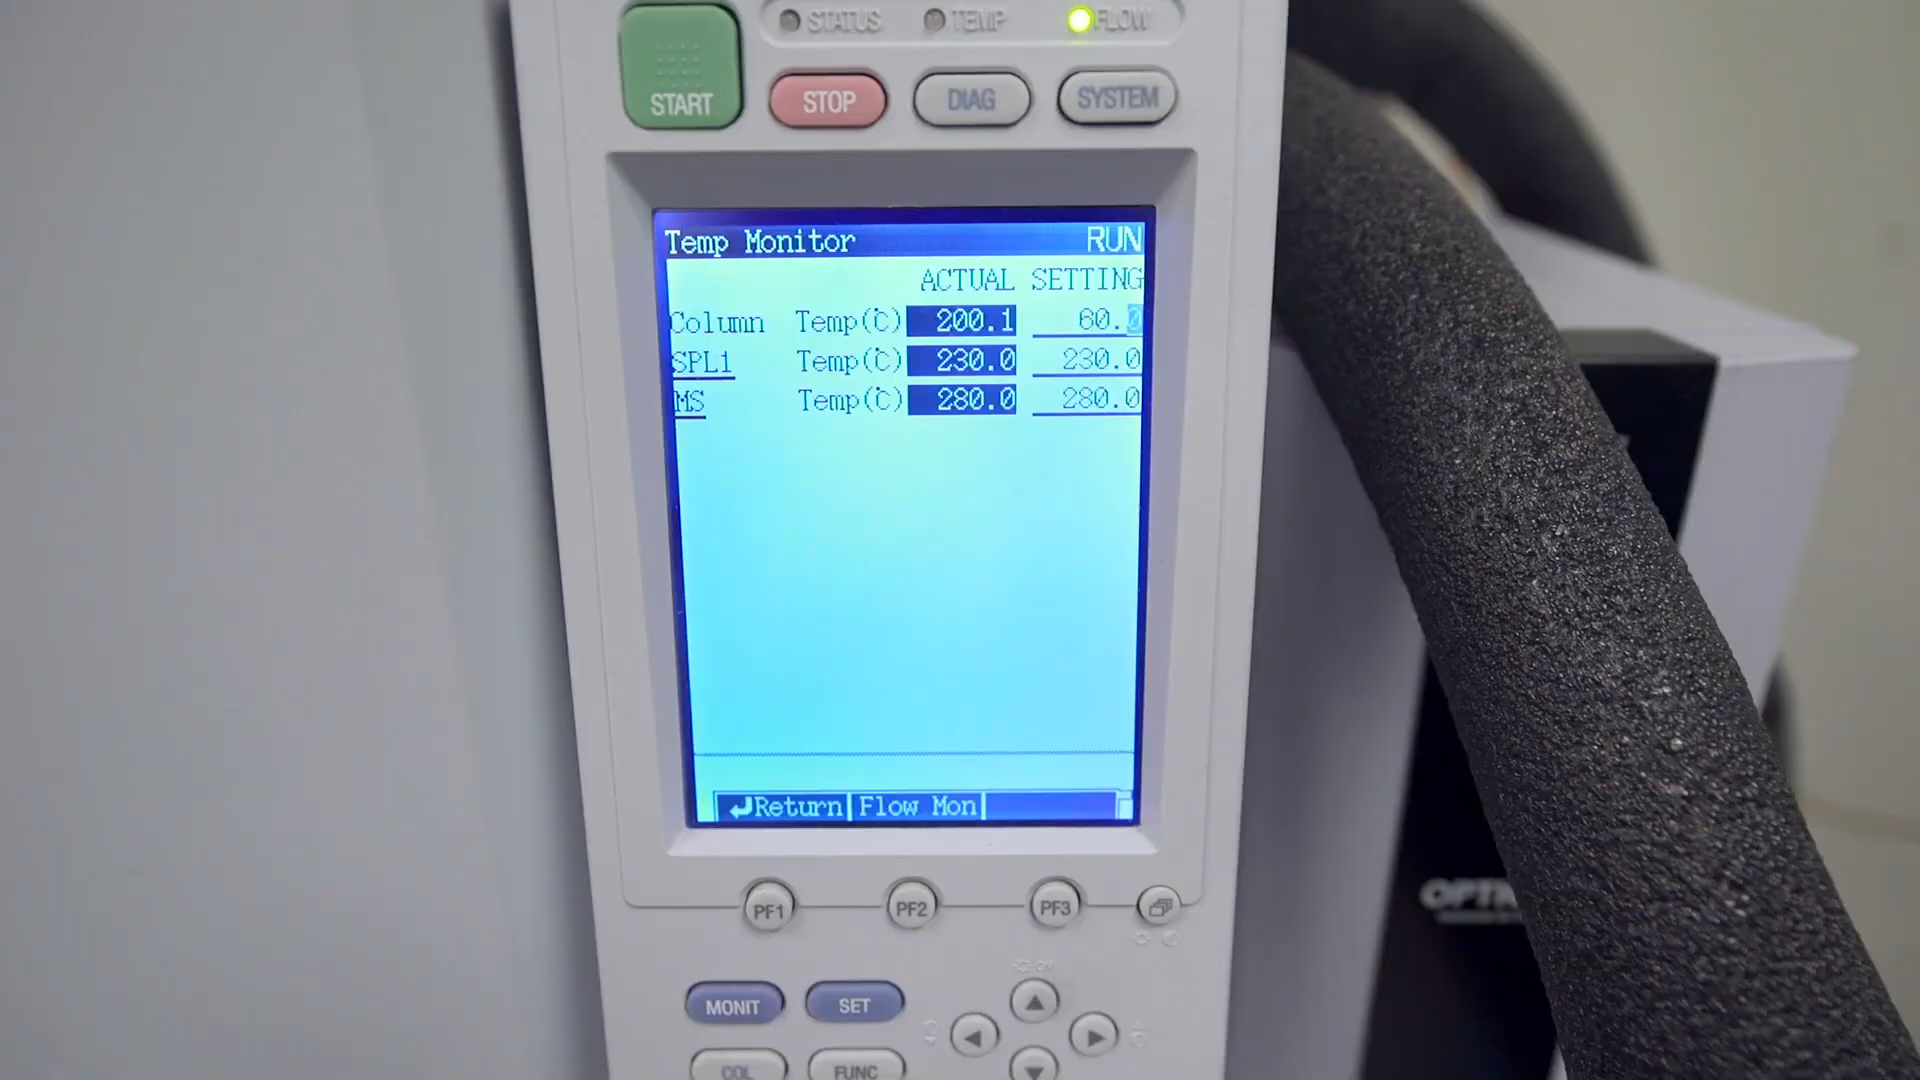 STATUS TEMP FLOW
START STOP DIAG SYSTEM
Temp Monitor RUN
ACTUAL SETTING
Column Temp(℃) 200.1 60.0
SPL1 Temp(℃) 230.0 230.0
MS Temp(℃) 280.0 280.0
Return Flow Mon
PF1 PF2 PF3
MONIT SET
COL FUNC